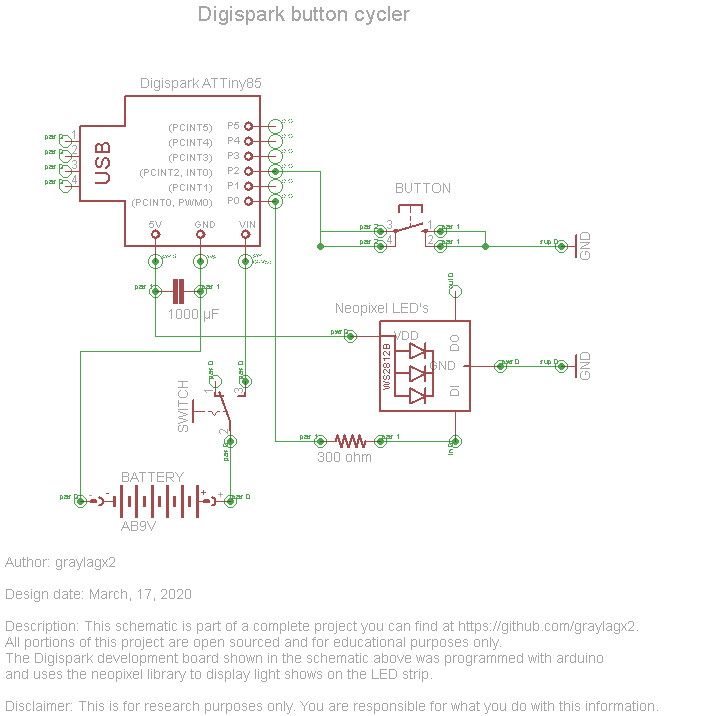 Digispark button cycler
Digispark ATTiny85
USB
1
2
3
4
(PCINT5) P5
(PCINT4) P4
(PCINT3) P3
(PCINT2, INT0) P2
(PCINT1) P1
(PCINT0, PWM0) P0
5V GND VIN
BUTTON
3 1
4 2
GND
1000 µF
Neopixel LED's
VDD
WS2812B
DO
GND
DI
GND
SWITCH
1
3
2
300 ohm
BATTERY
- - + +
AB9V
Author: graylagx2
Design date: March, 17, 2020
Description: This schematic is part of a complete project you can find at https://github.com/graylagx2.
All portions of this project are open sourced and for educational purposes only.
The Digispark development board shown in the schematic above was programmed with arduino
and uses the neopixel library to display light shows on the LED strip.
Disclaimer: This is for research purposes only. You are responsible for what you do with this information.